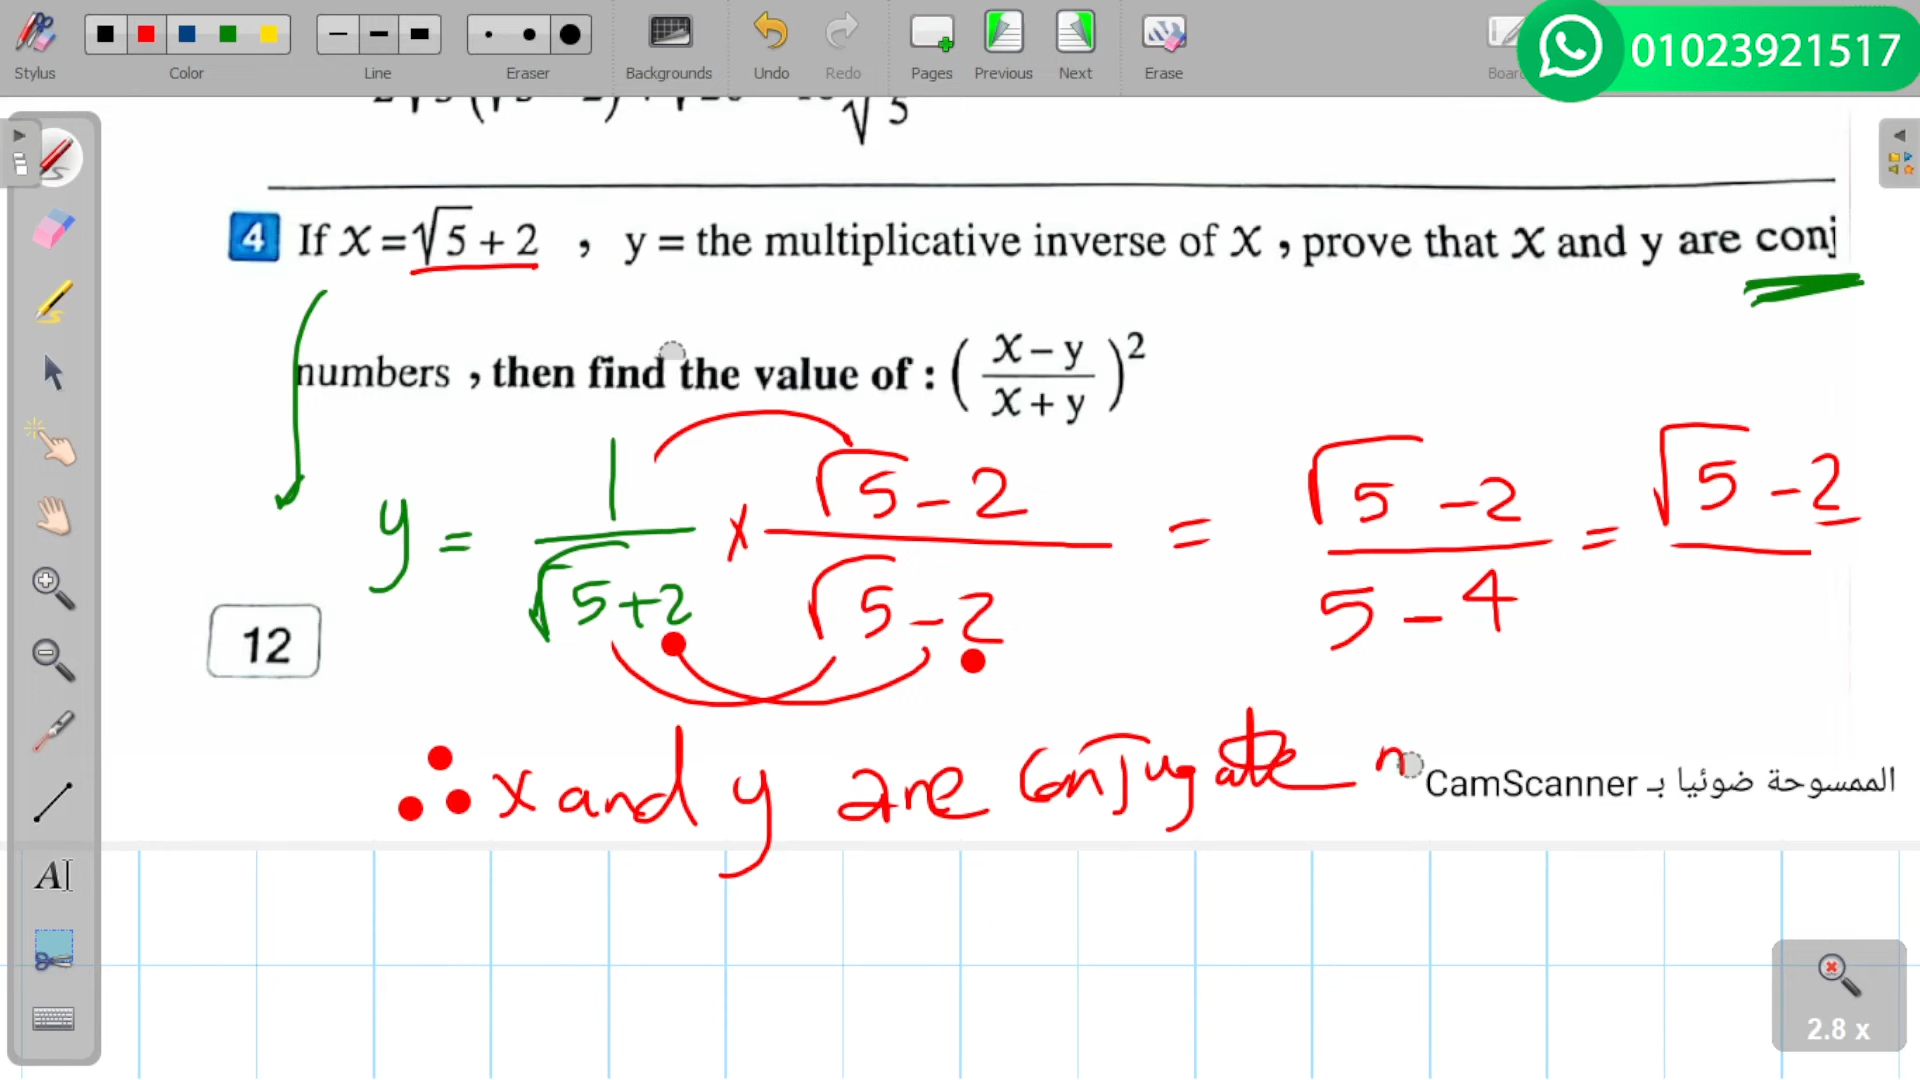 Stylus Color Line Eraser Backgrounds Undo Redo Pages Previous Next Erase
01023921517
4 If x = √5 + 2 , y = the multiplicative inverse of x , prove that x and y are conj
numbers , then find the value of : ( (x − y) / (x + y) )²
y = 1 / (√5+2) × (√5−2) / (√5−2) = (√5−2) / (5−4) = √5−2
12
∴ x and y are conjugate n
CamScanner الممسوحة ضوئيا بـ
AI
2.8 x